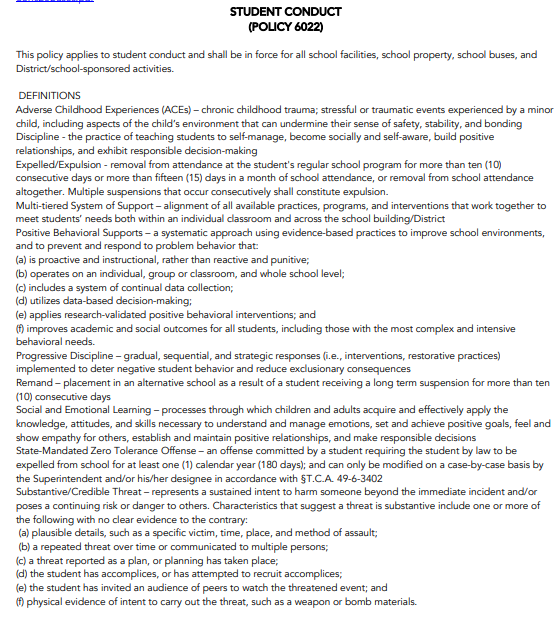 STUDENT CONDUCT
(POLICY 6022)
This policy applies to student conduct and shall be in force for all school facilities, school property, school buses, and
District/school-sponsored activities.
DEFINITIONS
Adverse Childhood Experiences (ACEs) – chronic childhood trauma; stressful or traumatic events experienced by a minor
child, including aspects of the child's environment that can undermine their sense of safety, stability, and bonding
Discipline - the practice of teaching students to self-manage, become socially and self-aware, build positive
relationships, and exhibit responsible decision-making
Expelled/Expulsion - removal from attendance at the student's regular school program for more than ten (10)
consecutive days or more than fifteen (15) days in a month of school attendance, or removal from school attendance
altogether. Multiple suspensions that occur consecutively shall constitute expulsion.
Multi-tiered System of Support – alignment of all available practices, programs, and interventions that work together to
meet students' needs both within an individual classroom and across the school building/District
Positive Behavioral Supports – a systematic approach using evidence-based practices to improve school environments,
and to prevent and respond to problem behavior that:
(a) is proactive and instructional, rather than reactive and punitive;
(b) operates on an individual, group or classroom, and whole school level;
(c) includes a system of continual data collection;
(d) utilizes data-based decision-making;
(e) applies research-validated positive behavioral interventions; and
(f) improves academic and social outcomes for all students, including those with the most complex and intensive
behavioral needs.
Progressive Discipline – gradual, sequential, and strategic responses (i.e., interventions, restorative practices)
implemented to deter negative student behavior and reduce exclusionary consequences
Remand – placement in an alternative school as a result of a student receiving a long term suspension for more than ten
(10) consecutive days
Social and Emotional Learning – processes through which children and adults acquire and effectively apply the
knowledge, attitudes, and skills necessary to understand and manage emotions, set and achieve positive goals, feel and
show empathy for others, establish and maintain positive relationships, and make responsible decisions
State-Mandated Zero Tolerance Offense – an offense committed by a student requiring the student by law to be
expelled from school for at least one (1) calendar year (180 days); and can only be modified on a case-by-case basis by
the Superintendent and/or his/her designee in accordance with §T.C.A. 49-6-3402
Substantive/Credible Threat – represents a sustained intent to harm someone beyond the immediate incident and/or
poses a continuing risk or danger to others. Characteristics that suggest a threat is substantive include one or more of
the following with no clear evidence to the contrary:
(a) plausible details, such as a specific victim, time, place, and method of assault;
(b) a repeated threat over time or communicated to multiple persons;
(c) a threat reported as a plan, or planning has taken place;
(d) the student has accomplices, or has attempted to recruit accomplices;
(e) the student has invited an audience of peers to watch the threatened event; and
(f) physical evidence of intent to carry out the threat, such as a weapon or bomb materials.